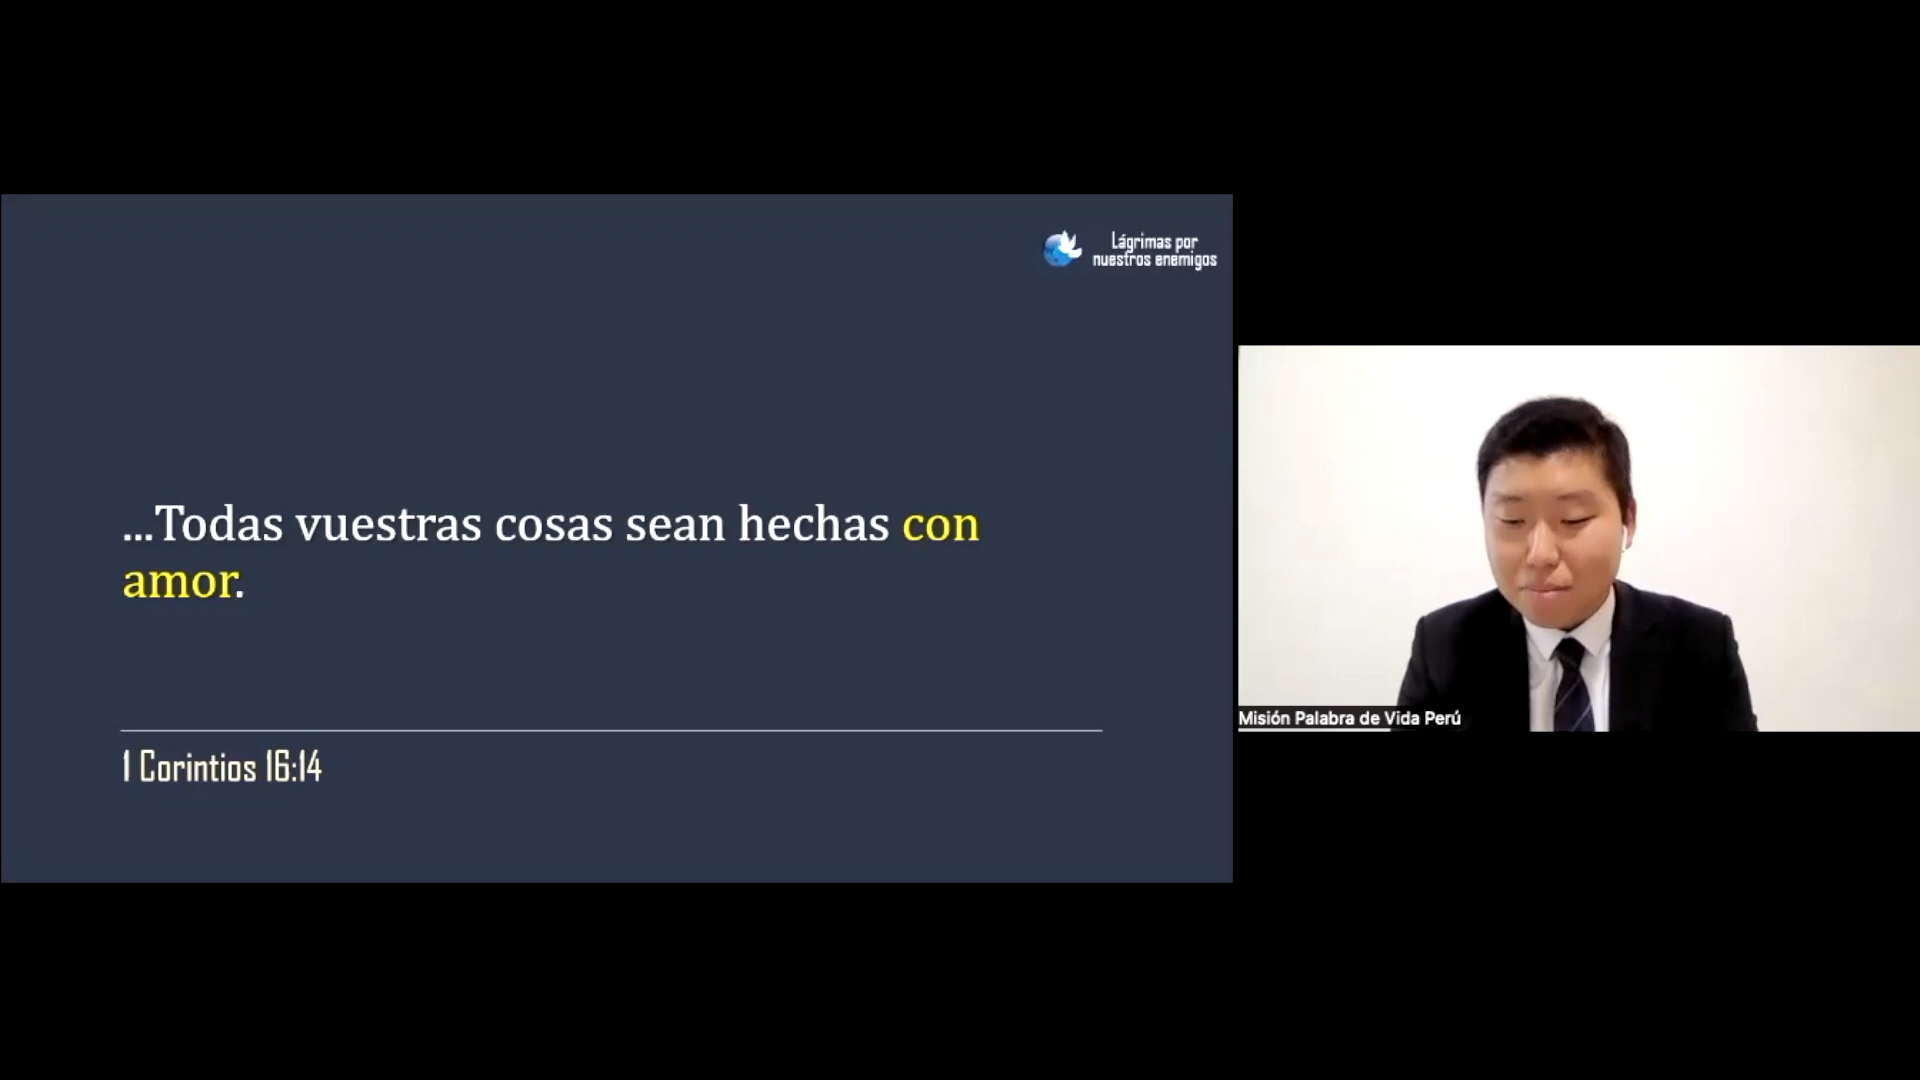 Lágrimas por
nuestros enemigos
...Todas vuestras cosas sean hechas con
amor.
1 Corintios 16:14
Misión Palabra de Vida Perú